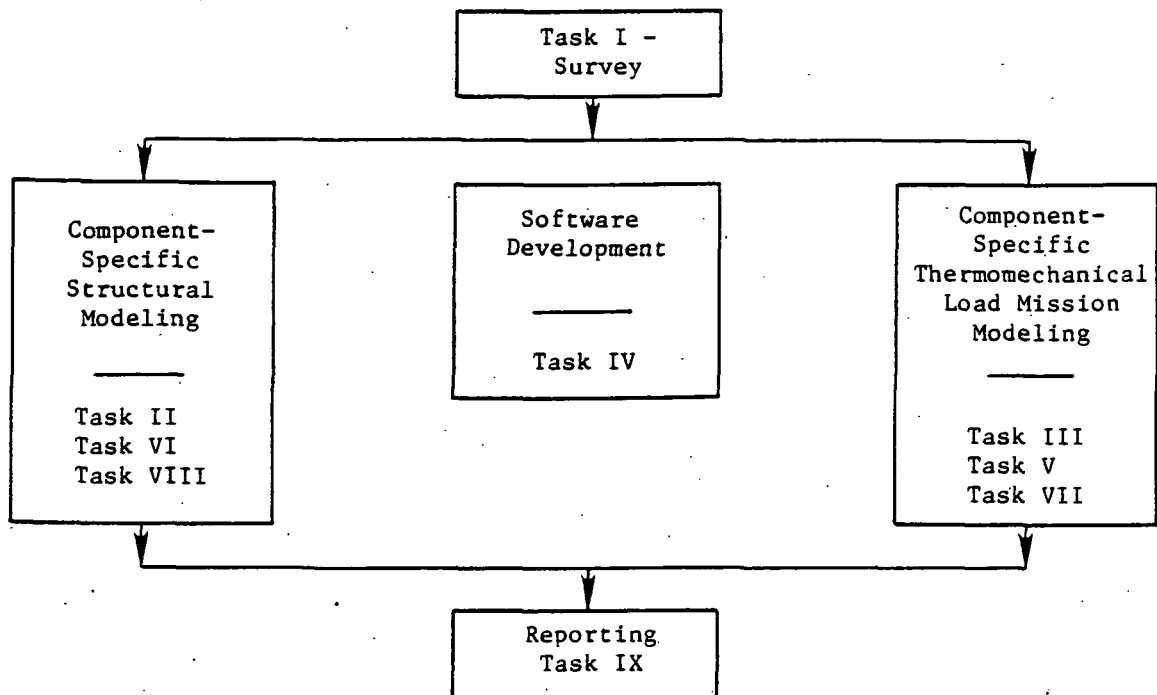 Task I -
Survey
Component-
Specific
Structural
Modeling
Task II
Task VI
Task VIII
Software
Development
Task IV
Component-
Specific
Thermomechanical
Load Mission
Modeling
Task III
Task V
Task VII
Reporting
Task IX